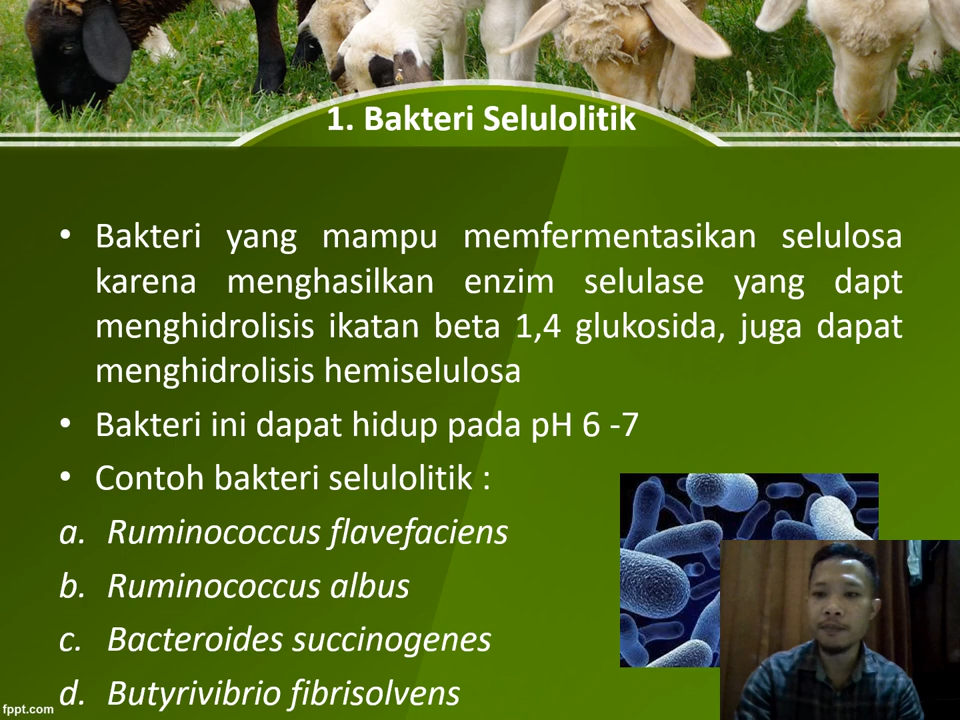 1. Bakteri Selulolitik
• Bakteri yang mampu memfermentasikan selulosa
karena menghasilkan enzim selulase yang dapt
menghidrolisis ikatan beta 1,4 glukosida, juga dapat
menghidrolisis hemiselulosa
• Bakteri ini dapat hidup pada pH 6 -7
• Contoh bakteri selulolitik :
a. Ruminococcus flavefaciens
b. Ruminococcus albus
c. Bacteroides succinogenes
d. Butyrivibrio fibrisolvens
fppt.com